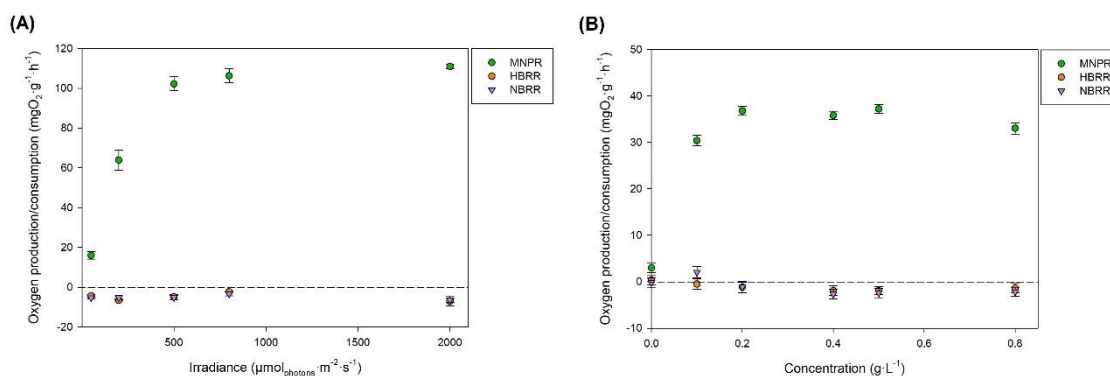 (A)
120
100
80
60
40
20
0
-20
500
1000
1500
2000
Oxygen production/consumption (mgO₂·g⁻¹·h⁻¹)
Irradiance (µmolphotons·m⁻²·s⁻¹)
MNPR
HBRR
NBRR
(B)
50
40
30
20
10
0
-10
0.0
0.2
0.4
0.6
0.8
Oxygen production/consumption (mgO₂·g⁻¹·h⁻¹)
Concentration (g·L⁻¹)
MNPR
HBRR
NBRR